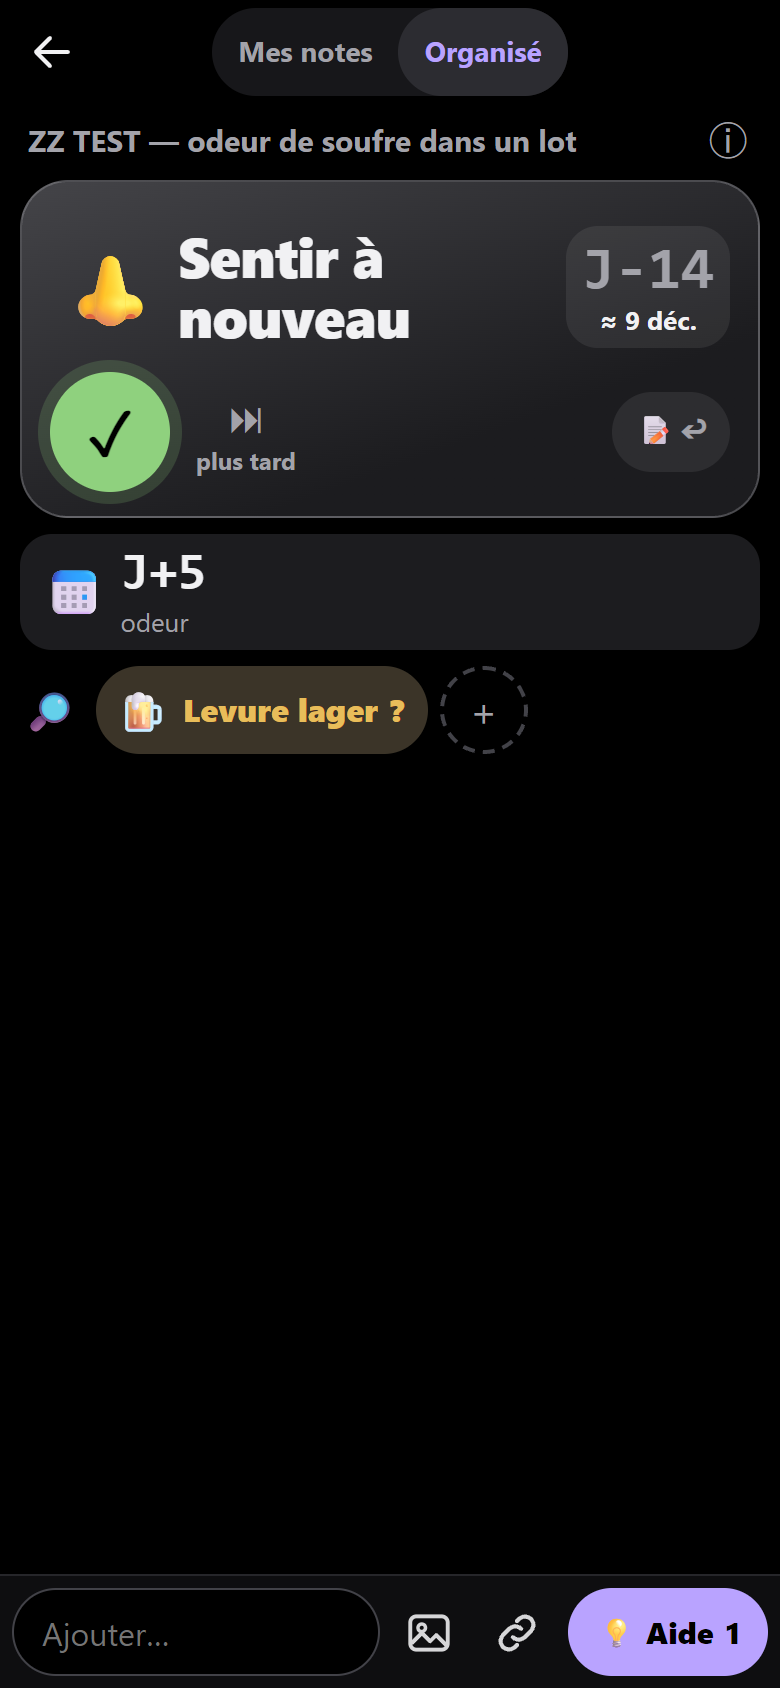 Mes notes
Organisé
ZZ TEST — odeur de soufre dans un lot
Sentir à
nouveau
J-14
≈ 9 déc.
plus tard
J+5
odeur
Levure lager ?
+
Ajouter...
Aide 1